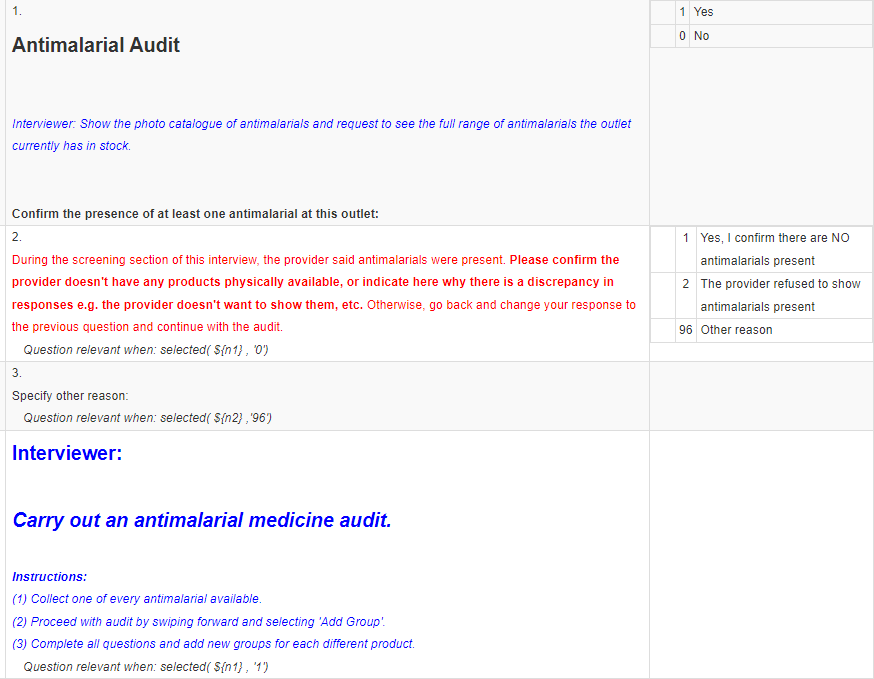 1.
1 Yes
0 No
Antimalarial Audit
Interviewer: Show the photo catalogue of antimalarials and request to see the full range of antimalarials the outlet
currently has in stock.
Confirm the presence of at least one antimalarial at this outlet:
2.
During the screening section of this interview, the provider said antimalarials were present. Please confirm the
provider doesn't have any products physically available, or indicate here why there is a discrepancy in
responses e.g. the provider doesn't want to show them, etc. Otherwise, go back and change your response to
the previous question and continue with the audit.
Question relevant when: selected( ${n1} , '0')
1 Yes, I confirm there are NO
antimalarials present
2 The provider refused to show
antimalarials present
96 Other reason
3.
Specify other reason:
Question relevant when: selected( ${n2} ,'96')
Interviewer:
Carry out an antimalarial medicine audit.
Instructions:
(1) Collect one of every antimalarial available.
(2) Proceed with audit by swiping forward and selecting 'Add Group'.
(3) Complete all questions and add new groups for each different product.
Question relevant when: selected( ${n1} , '1')